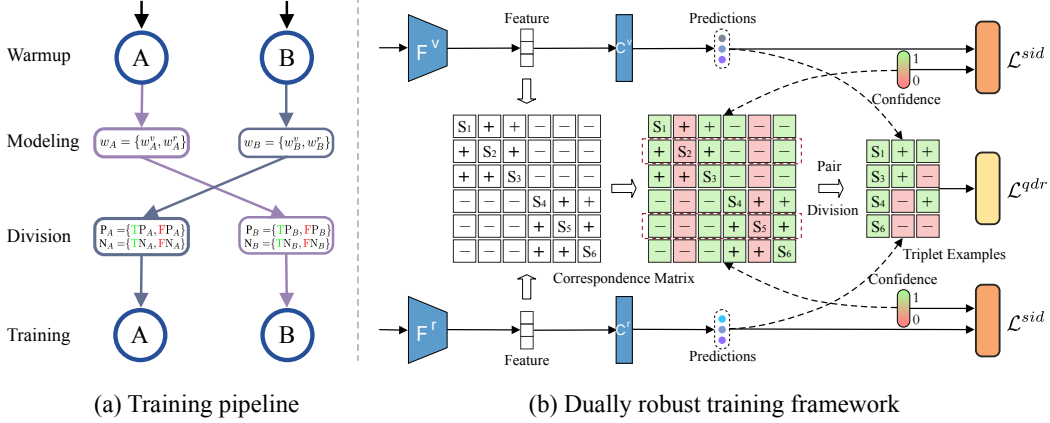 Warmup
A
B
Modeling
w_A = {w_A^v, w_A^r}
w_B = {w_B^v, w_B^r}
Division
P_A = {TP_A, FP_A}
N_A = {TN_A, FN_A}
P_B = {TP_B, FP_B}
N_B = {TN_B, FN_B}
Training
A
B
(a) Training pipeline
F^v
Feature
C^v
Predictions
1
0
Confidence
ℒ^sid
S1 + + − − −
+ S2 + − − −
+ + S3 − − −
− − − S4 + +
− − − + S5 +
− − − + + S6
Correspondence Matrix
S1 + + − − −
+ S2 + − − −
+ + S3 − − −
− − − S4 + +
− − − + S5 +
− − − + + S6
Pair
Division
S1 + +
S3 + −
S4 − +
S6 − −
Triplet Examples
ℒ^qdr
Confidence
1
0
F^r
Feature
C^r
Predictions
ℒ^sid
(b) Dually robust training framework